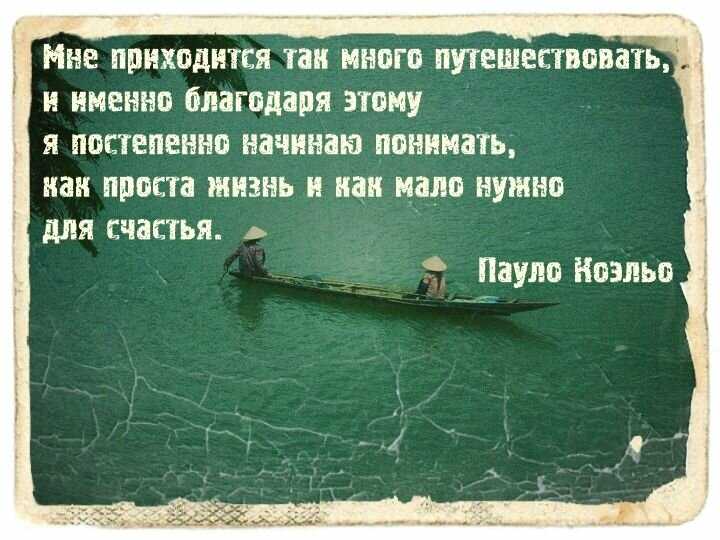 Мне приходится так много путешествовать,
и именно благодаря этому
я постепенно начинаю понимать,
как проста жизнь и как мало нужно
для счастья.
Пауло Коэльо